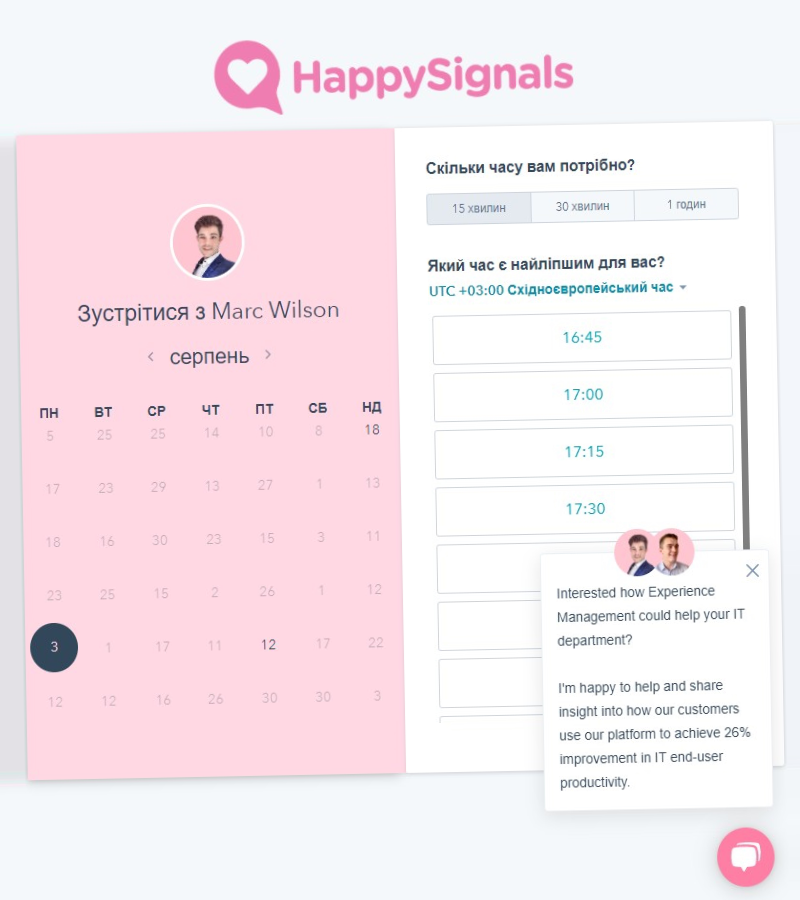 HappySignals
Зустрітися з Marc Wilson
серпень
ПН ВТ СР ЧТ ПТ СБ НД
5 25 25 14 10 8 18
17 23 29 13 27 1 13
18 16 30 23 15 3 11
23 25 15 2 26 1 12
3 1 17 11 12 17 22
12 12 16 26 30 30 3
Скільки часу вам потрібно?
15 хвилин 30 хвилин 1 годин
Який час є найліпшим для вас?
UTC +03:00 Східноєвропейський час
16:45
17:00
17:15
17:30
Interested how Experience
Management could help your IT
department?
I'm happy to help and share
insight into how our customers
use our platform to achieve 26%
improvement in IT end-user
productivity.